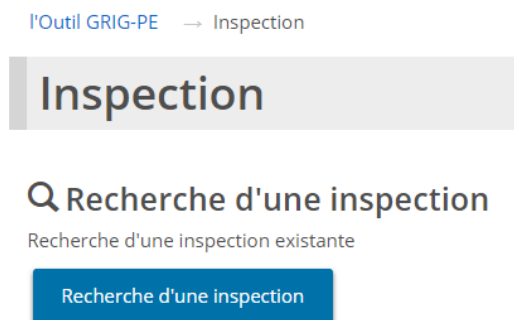 l'Outil GRIG-PE → Inspection
Inspection
Recherche d'une inspection
Recherche d'une inspection existante
Recherche d'une inspection